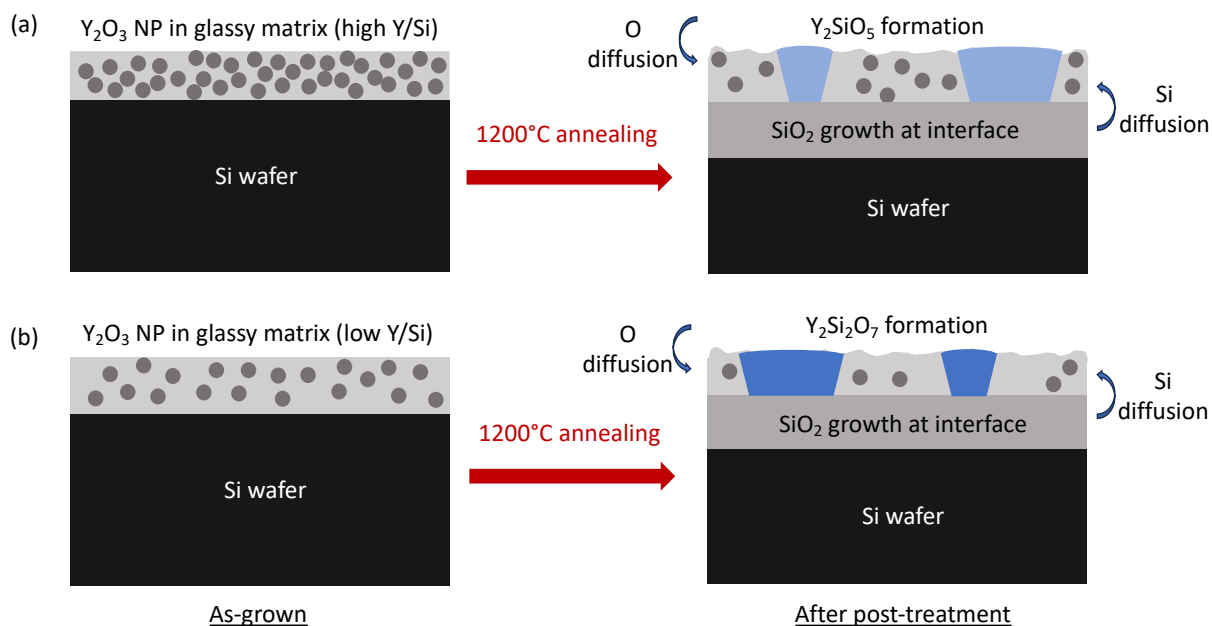 (a)
Y₂O₃ NP in glassy matrix (high Y/Si)
Si wafer
1200°C annealing
O
diffusion
Y₂SiO₅ formation
Si
diffusion
SiO₂ growth at interface
Si wafer
(b)
Y₂O₃ NP in glassy matrix (low Y/Si)
Si wafer
1200°C annealing
O
diffusion
Y₂Si₂O₇ formation
Si
diffusion
SiO₂ growth at interface
Si wafer
As-grown
After post-treatment